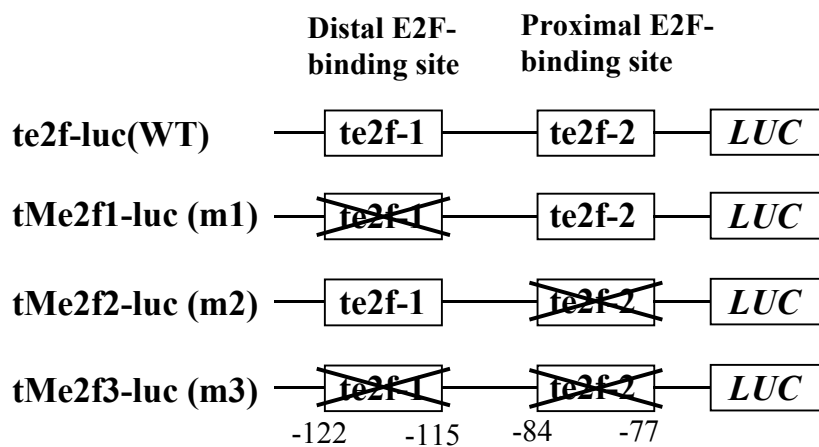 Distal E2F-
binding site
Proximal E2F-
binding site
te2f-luc(WT) te2f-1 te2f-2 LUC
tMe2f1-luc (m1) te2f-1 te2f-2 LUC
tMe2f2-luc (m2) te2f-1 te2f-2 LUC
tMe2f3-luc (m3) te2f-1 te2f-2 LUC
-122 -115 -84 -77